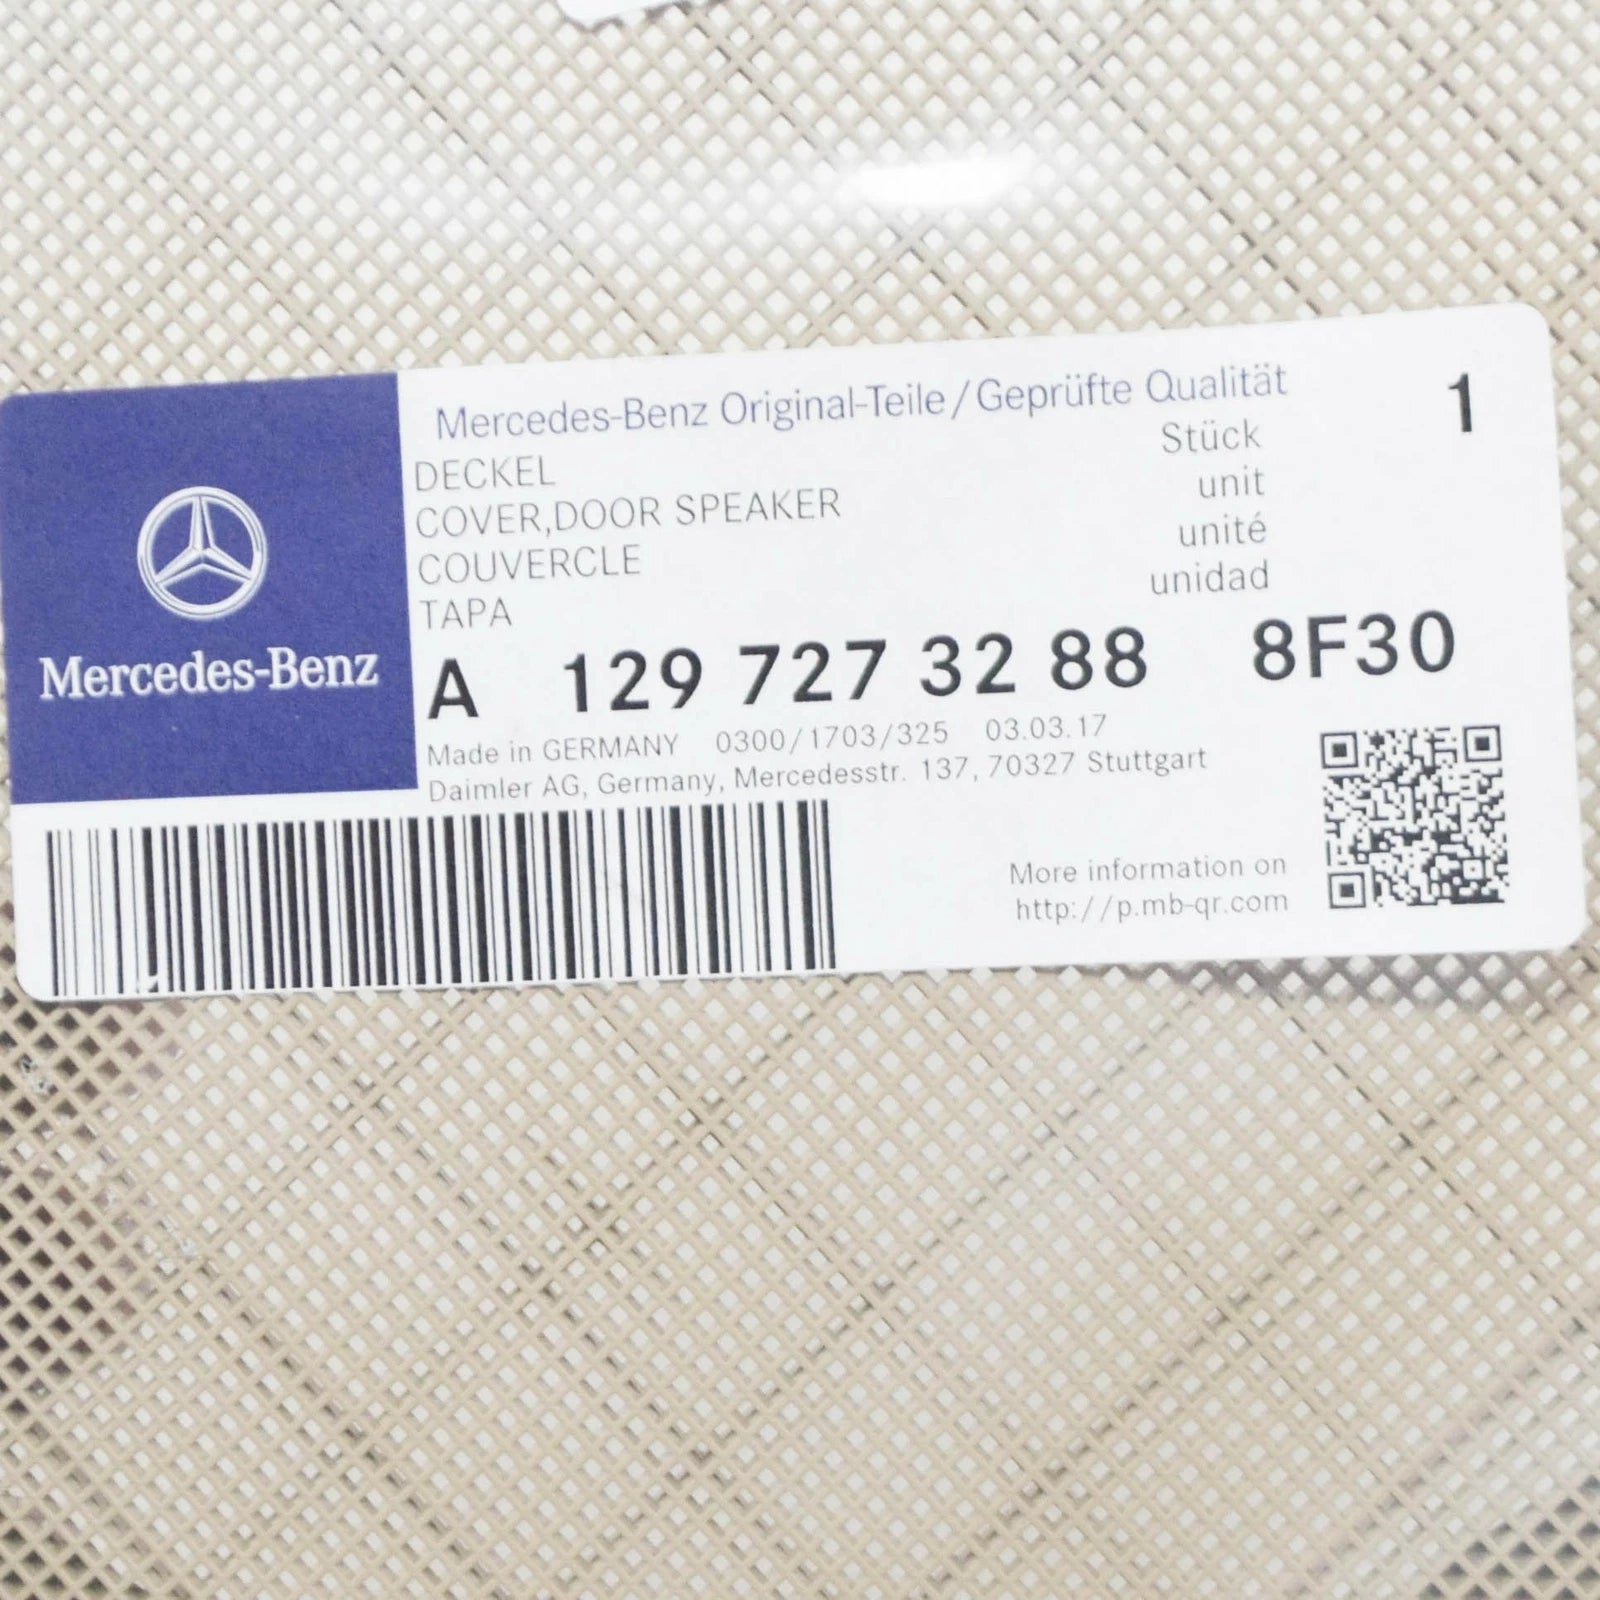 Mercedes-Benz
Mercedes-Benz Original-Teile/Geprüfte Qualität
DECKEL
COVER,DOOR SPEAKER
COUVERCLE
TAPA
Stück 1
unit
unité
unidad
A 129 727 32 88 8F30
Made in GERMANY 0300/1703/325 03.03.17
Daimler AG, Germany, Mercedesstr. 137, 70327 Stuttgart
More information on
http://p.mb-qr.com